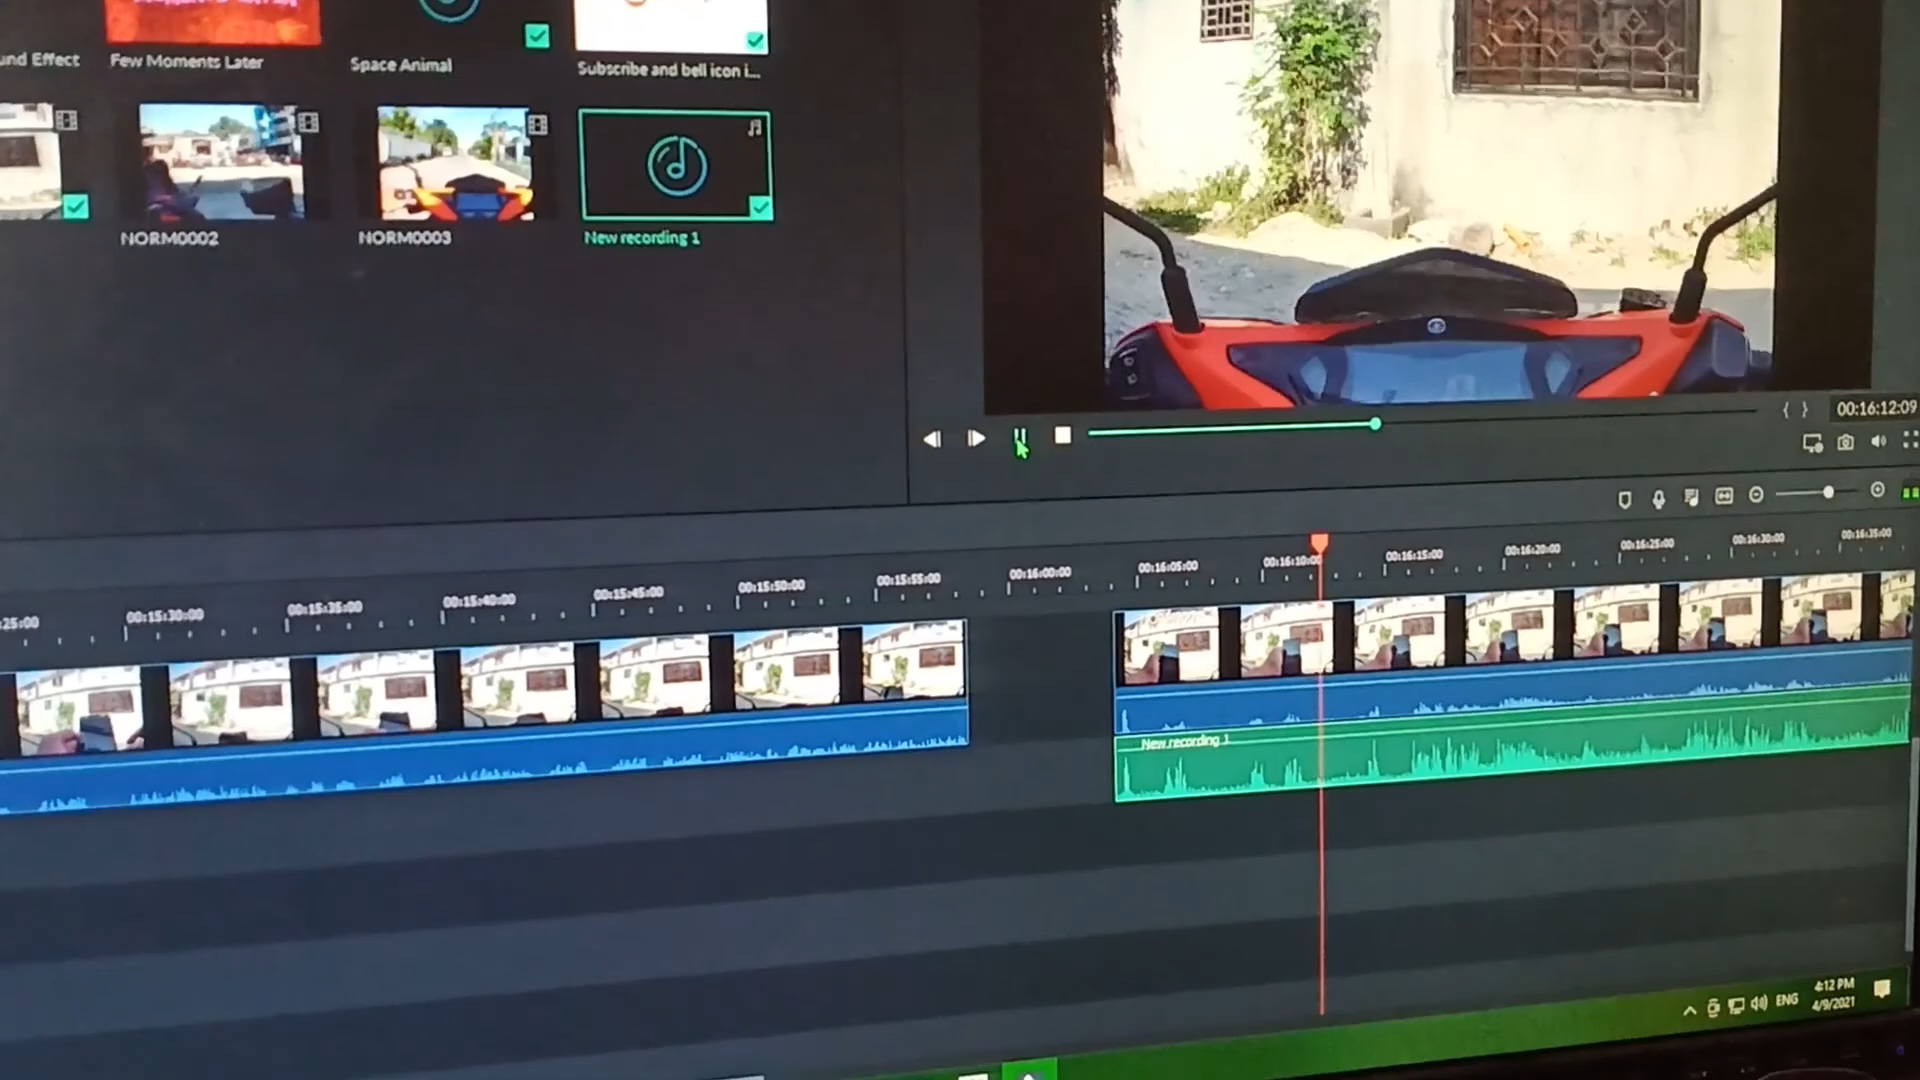 und Effect
Few Moments Later
Space Animal
Subscribe and bell icon i...
NORM0002
NORM0003
New recording 1
{ }
00:16:12:09
25:00
00:15:30:00
00:15:35:00
00:15:40:00
00:15:45:00
00:15:50:00
00:15:55:00
00:16:00:00
00:16:05:00
00:16:10:00
00:16:15:00
00:16:20:00
00:16:25:00
00:16:30:00
00:16:35:00
New recording 1
ENG
4:12 PM
4/9/2021